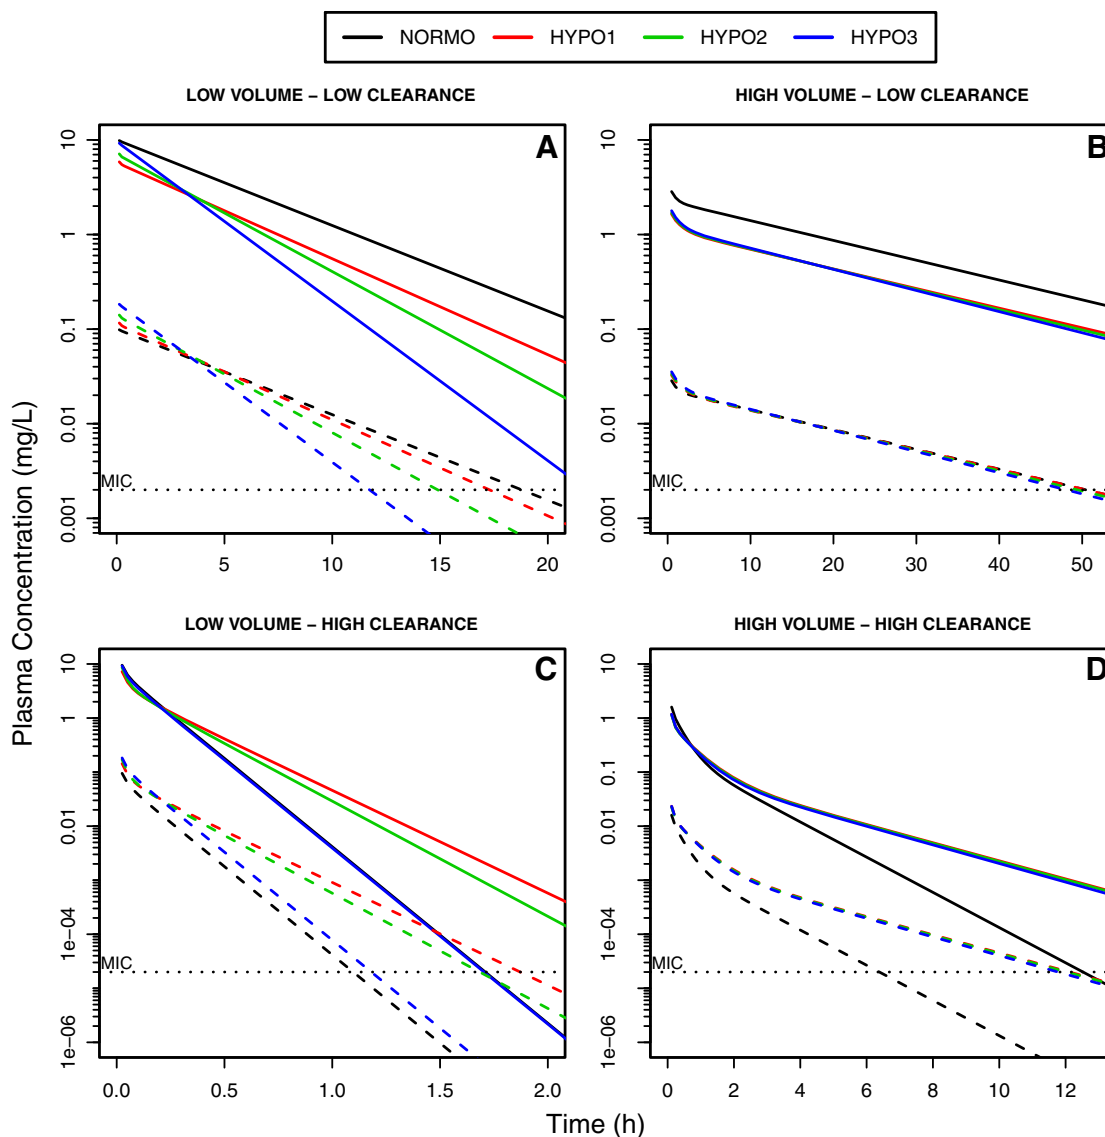 NORMO HYPO1 HYPO2 HYPO3
LOW VOLUME – LOW CLEARANCE
HIGH VOLUME – LOW CLEARANCE
A
B
10
1
0.1
0.01
0.001
MIC
0 5 10 15 20
10
1
0.1
0.01
0.001
MIC
0 10 20 30 40 50
Plasma Concentration (mg/L)
LOW VOLUME – HIGH CLEARANCE
HIGH VOLUME – HIGH CLEARANCE
C
D
10
1
0.1
0.01
1e−04
1e−06
MIC
0.0 0.5 1.0 1.5 2.0
10
1
0.1
0.01
1e−04
1e−06
MIC
0 2 4 6 8 10 12
Time (h)